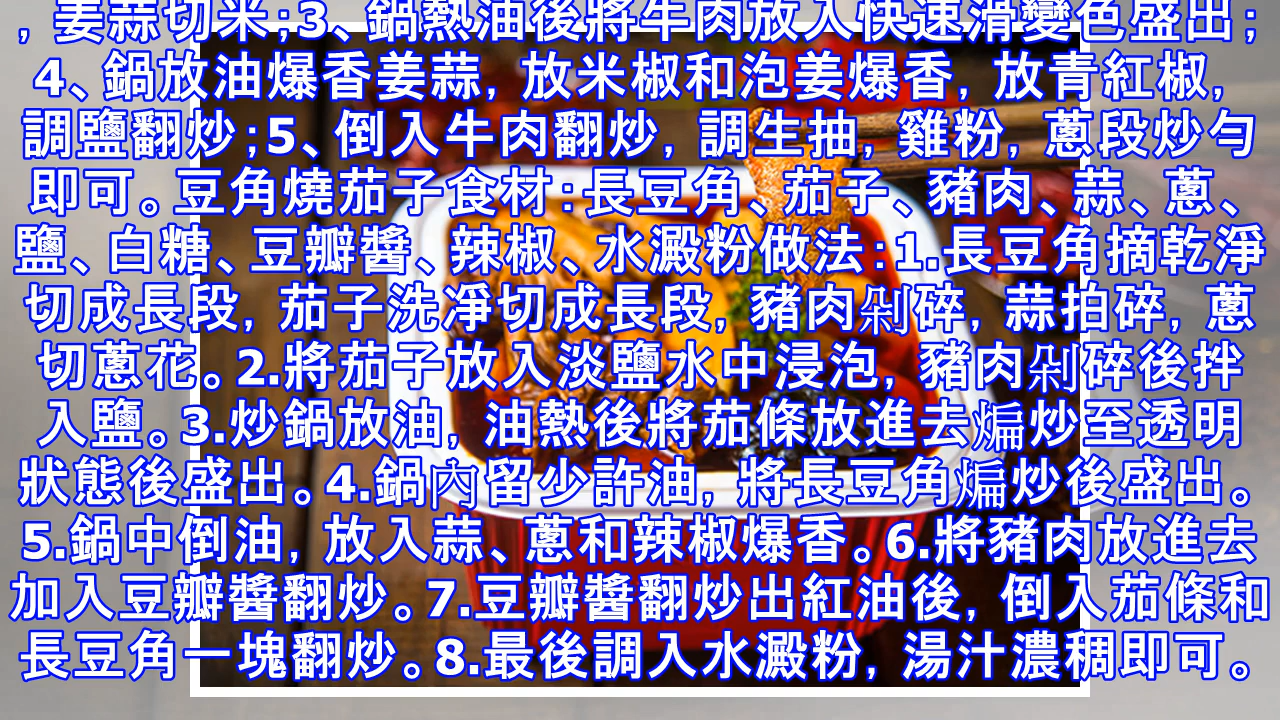 , 姜蒜切米;3、鍋熱油後將牛肉放入快速滑變色盛出;
4、鍋放油爆香姜蒜, 放米椒和泡姜爆香, 放青紅椒,
調鹽翻炒;5、倒入牛肉翻炒, 調生抽, 雞粉, 蔥段炒勻
即可。豆角燒茄子食材:長豆角、茄子、豬肉、蒜、蔥、
鹽、白糖、豆瓣醬、辣椒、水澱粉做法:1.長豆角摘乾淨
切成長段, 茄子洗淨切成長段, 豬肉剁碎, 蒜拍碎, 蔥
切蔥花。2.將茄子放入淡鹽水中浸泡, 豬肉剁碎後拌
入鹽。3.炒鍋放油, 油熱後將茄條放進去煸炒至透明
狀態後盛出。4.鍋內留少許油, 將長豆角煸炒後盛出。
5.鍋中倒油, 放入蒜、蔥和辣椒爆香。6.將豬肉放進去
加入豆瓣醬翻炒。7.豆瓣醬翻炒出紅油後, 倒入茄條和
長豆角一塊翻炒。8.最後調入水澱粉, 湯汁濃稠即可。